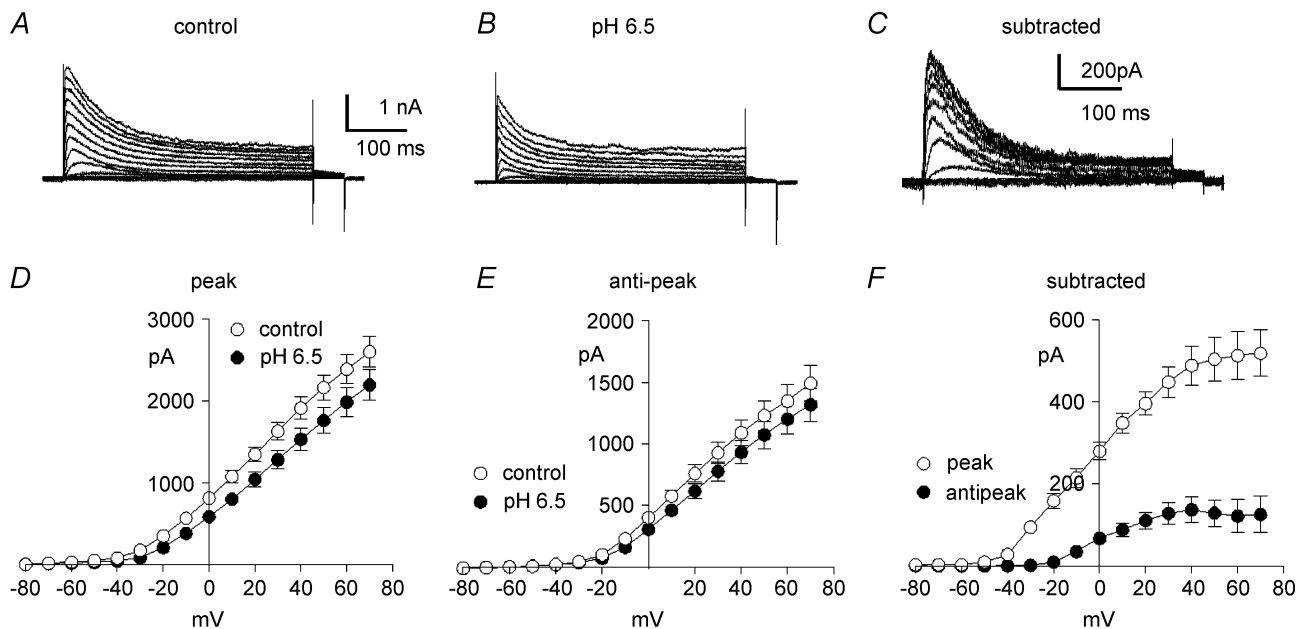 A
control
1 nA
100 ms
B
pH 6.5
C
subtracted
200pA
100 ms
D
peak
3000
pA
2000
1000
control
pH 6.5
-80 -60 -40 -20 0 20 40 60 80
mV
E
anti-peak
2000
pA
1500
1000
500
control
pH 6.5
-80 -60 -40 -20 20 40 60 80
mV
F
subtracted
600
pA
400
200
peak
antipeak
-80 -60 -40 -20 0 20 40 60 80
mV